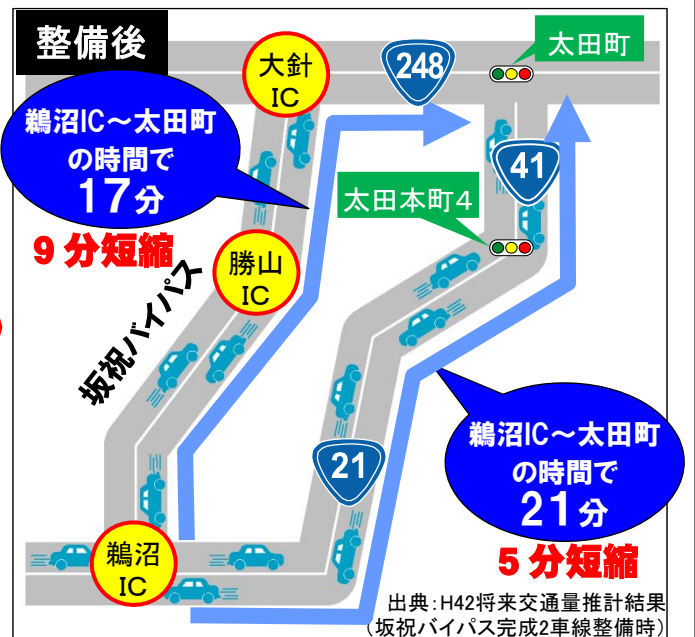 整備後
大針
IC
248
太田町
鵜沼IC～太田町
の時間で
17分
9分短縮
41
太田本町4
勝山
IC
坂祝バイパス
21
鵜沼IC～太田町
の時間で
21分
5分短縮
鵜沼
IC
出典：H42将来交通量推計結果
（坂祝バイパス完成2車線整備時）